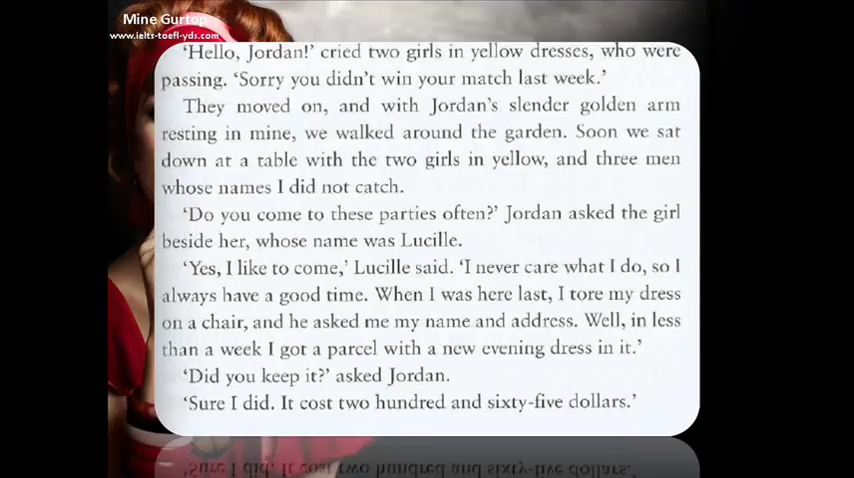 Mine Gurtop
www.ielts-toefl-yds.com
'Hello, Jordan!' cried two girls in yellow dresses, who were
passing. 'Sorry you didn't win your match last week.'
They moved on, and with Jordan's slender golden arm
resting in mine, we walked around the garden. Soon we sat
down at a table with the two girls in yellow, and three men
whose names I did not catch.
'Do you come to these parties often?' Jordan asked the girl
beside her, whose name was Lucille.
'Yes, I like to come,' Lucille said. 'I never care what I do, so I
always have a good time. When I was here last, I tore my dress
on a chair, and he asked me my name and address. Well, in less
than a week I got a parcel with a new evening dress in it.'
'Did you keep it?' asked Jordan.
'Sure I did. It cost two hundred and sixty-five dollars.'